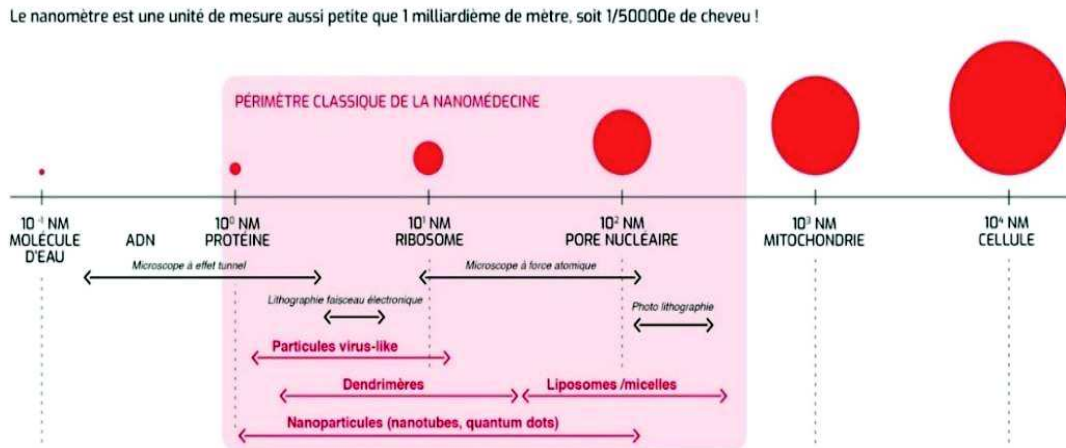 Le nanomètre est une unité de mesure aussi petite que 1 milliardième de mètre, soit 1/50000e de cheveu !
PÉRIMÈTRE CLASSIQUE DE LA NANOMÉDECINE
10⁻¹ NM
MOLÉCULE
D'EAU
ADN
10⁰ NM
PROTÉINE
10¹ NM
RIBOSOME
10² NM
PORE NUCLÉAIRE
10³ NM
MITOCHONDRIE
10⁴ NM
CELLULE
Microscope à effet tunnel
Microscope à force atomique
Lithographie faisceau électronique
Photo lithographie
Particules virus-like
Dendrimères
Liposomes /micelles
Nanoparticules (nanotubes, quantum dots)